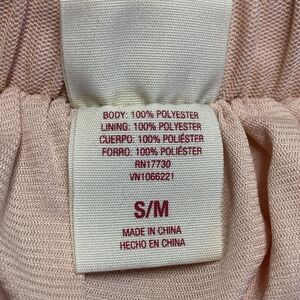 BODY: 100% POLYESTER
LINING: 100% POLYESTER
CUERPO: 100% POLIÉSTER
FORRO: 100% POLIÉSTER
RN17730
VN1066221
S/M
MADE IN CHINA
HECHO EN CHINA